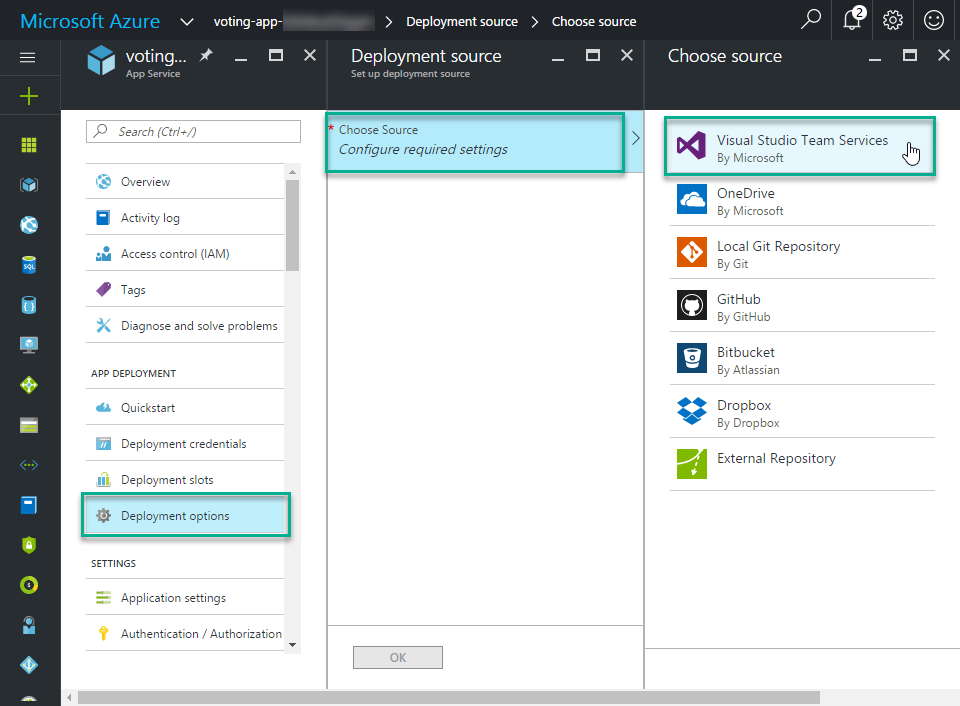 Microsoft Azure
voting-app-
Deployment source
Choose source
2
voting...
App Service
Search (Ctrl+/)
Overview
Activity log
Access control (IAM)
Tags
Diagnose and solve problems
APP DEPLOYMENT
Quickstart
Deployment credentials
Deployment slots
Deployment options
SETTINGS
Application settings
Authentication / Authorization
SQL
Deployment source
Set up deployment source
* Choose Source
Configure required settings
OK
Choose source
Visual Studio Team Services
By Microsoft
OneDrive
By Microsoft
Local Git Repository
By Git
GitHub
By GitHub
Bitbucket
By Atlassian
Dropbox
By Dropbox
External Repository